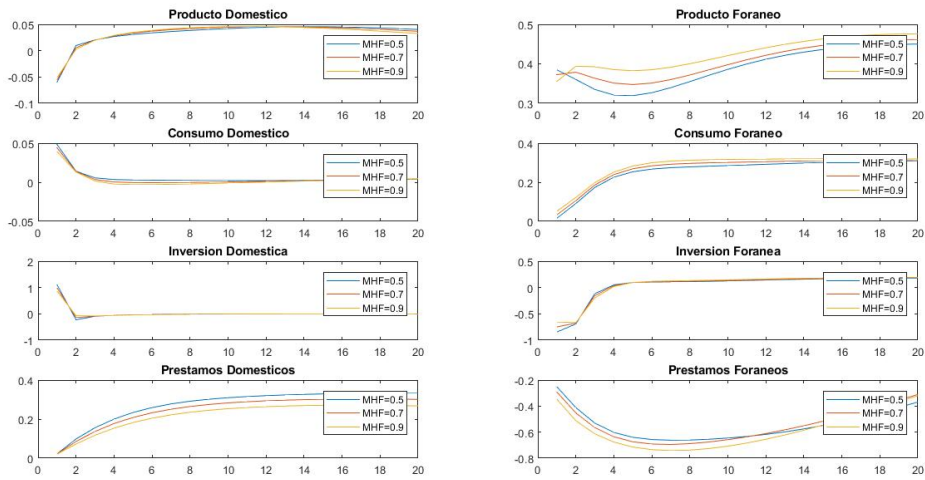 Producto Domestico
0.05
0
-0.05
-0.1
MHF=0.5
MHF=0.7
MHF=0.9
0 2 4 6 8 10 12 14 16 18 20
Producto Foraneo
0.5
0.4
0.3
MHF=0.5
MHF=0.7
MHF=0.9
0 2 4 6 8 10 12 14 16 18 20
Consumo Domestico
0.05
0
-0.05
MHF=0.5
MHF=0.7
MHF=0.9
0 2 4 6 8 10 12 14 16 18 20
Consumo Foraneo
0.4
0.2
0
MHF=0.5
MHF=0.7
MHF=0.9
0 2 4 6 8 10 12 14 16 18 20
Inversion Domestica
2
1
0
-1
MHF=0.5
MHF=0.7
MHF=0.9
0 2 4 6 8 10 12 14 16 18 20
Inversion Foranea
0.5
0
-0.5
-1
MHF=0.5
MHF=0.7
MHF=0.9
0 2 4 6 8 10 12 14 16 18 20
Prestamos Domesticos
0.4
0.2
0
MHF=0.5
MHF=0.7
MHF=0.9
0 2 4 6 8 10 12 14 16 18 20
Prestamos Foraneos
-0.2
-0.4
-0.6
-0.8
MHF=0.5
MHF=0.7
MHF=0.9
0 2 4 6 8 10 12 14 16 18 20